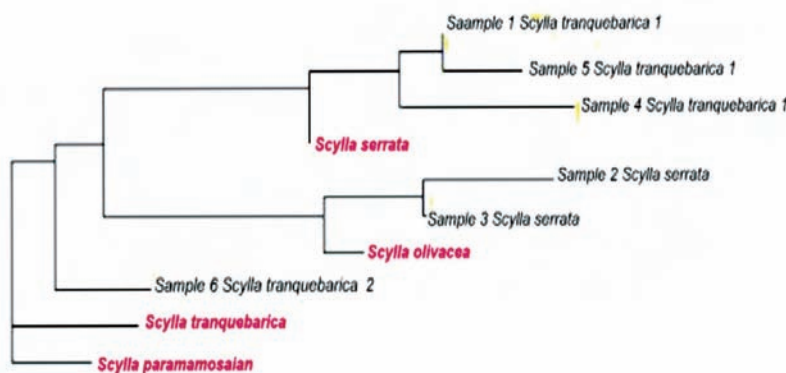 Saample 1 Scylla tranquebarica 1
Sample 5 Scylla tranquebarica 1
Sample 4 Scylla tranquebarica 1
Scylla serrata
Sample 2 Scylla serrata
Sample 3 Scylla serrata
Scylla olivacea
Sample 6 Scylla tranquebarica 2
Scylla tranquebarica
Scylla paramamosaian